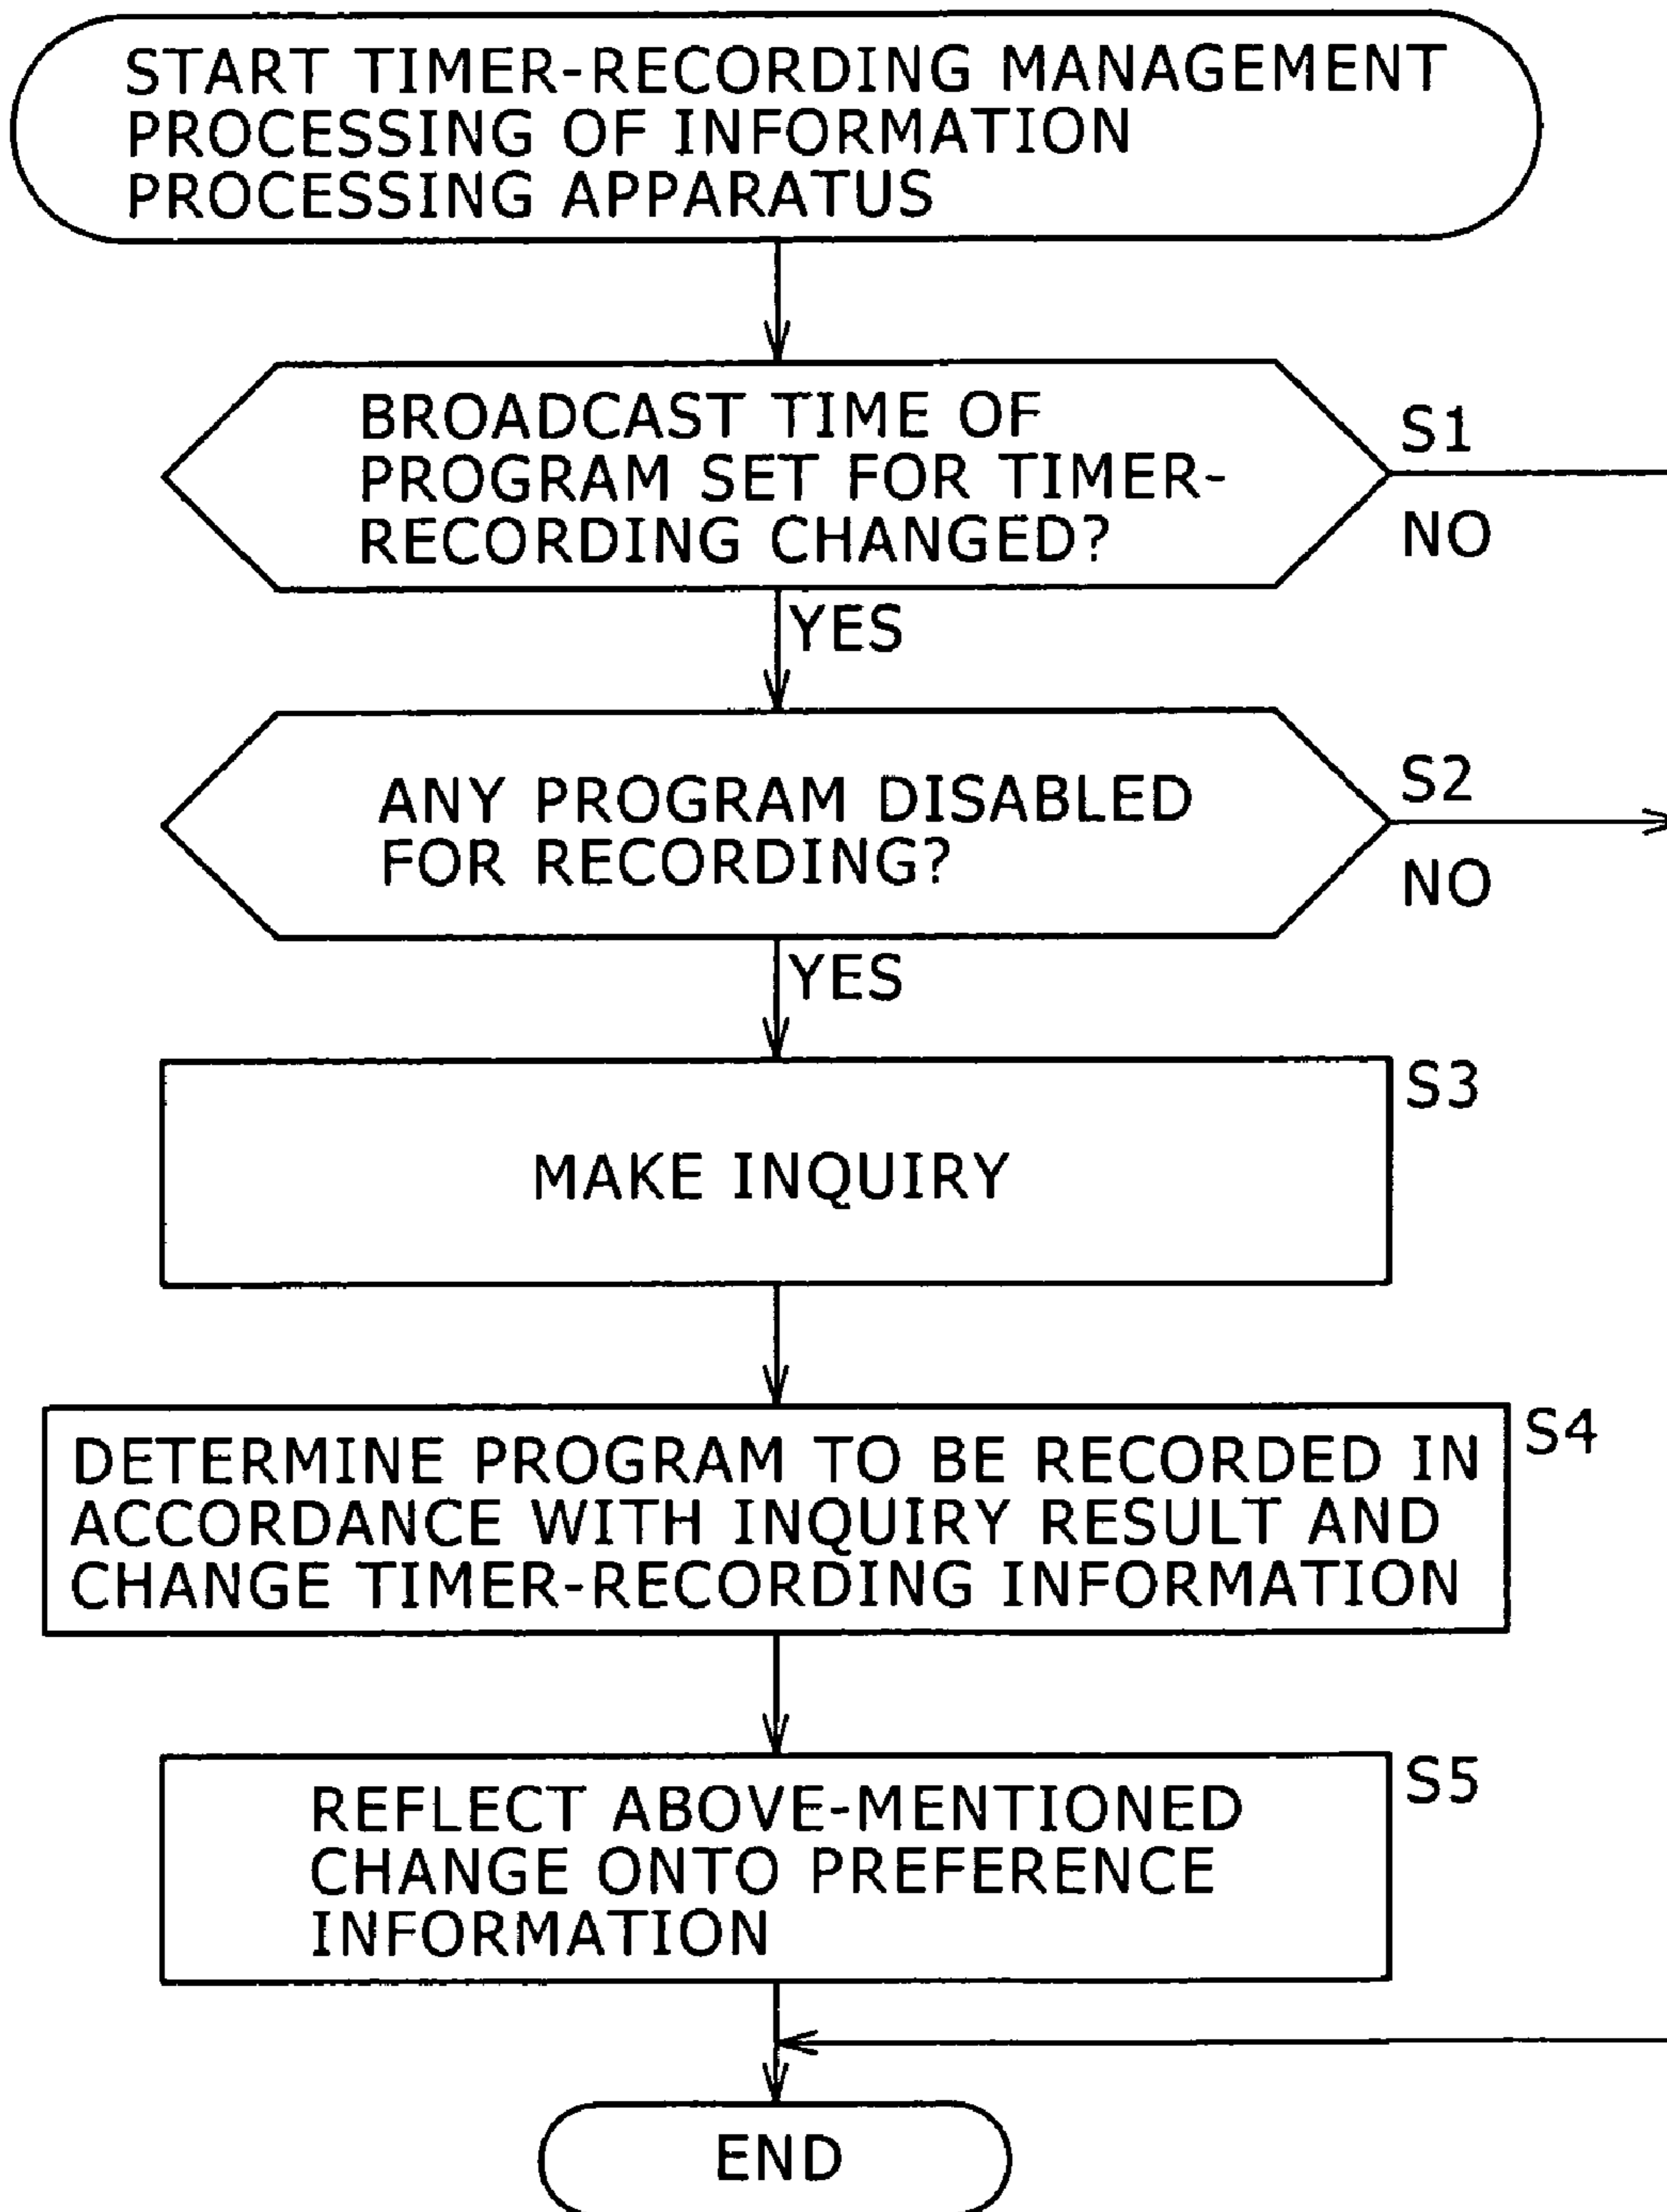 START TIMER-RECORDING MANAGEMENT
PROCESSING OF INFORMATION
PROCESSING APPARATUS
BROADCAST TIME OF
PROGRAM SET FOR TIMER-
RECORDING CHANGED?
S1
NO
YES
ANY PROGRAM DISABLED
FOR RECORDING?
S2
NO
YES
S3
MAKE INQUIRY
S4
DETERMINE PROGRAM TO BE RECORDED IN
ACCORDANCE WITH INQUIRY RESULT AND
CHANGE TIMER-RECORDING INFORMATION
S5
REFLECT ABOVE-MENTIONED
CHANGE ONTO PREFERENCE
INFORMATION
END